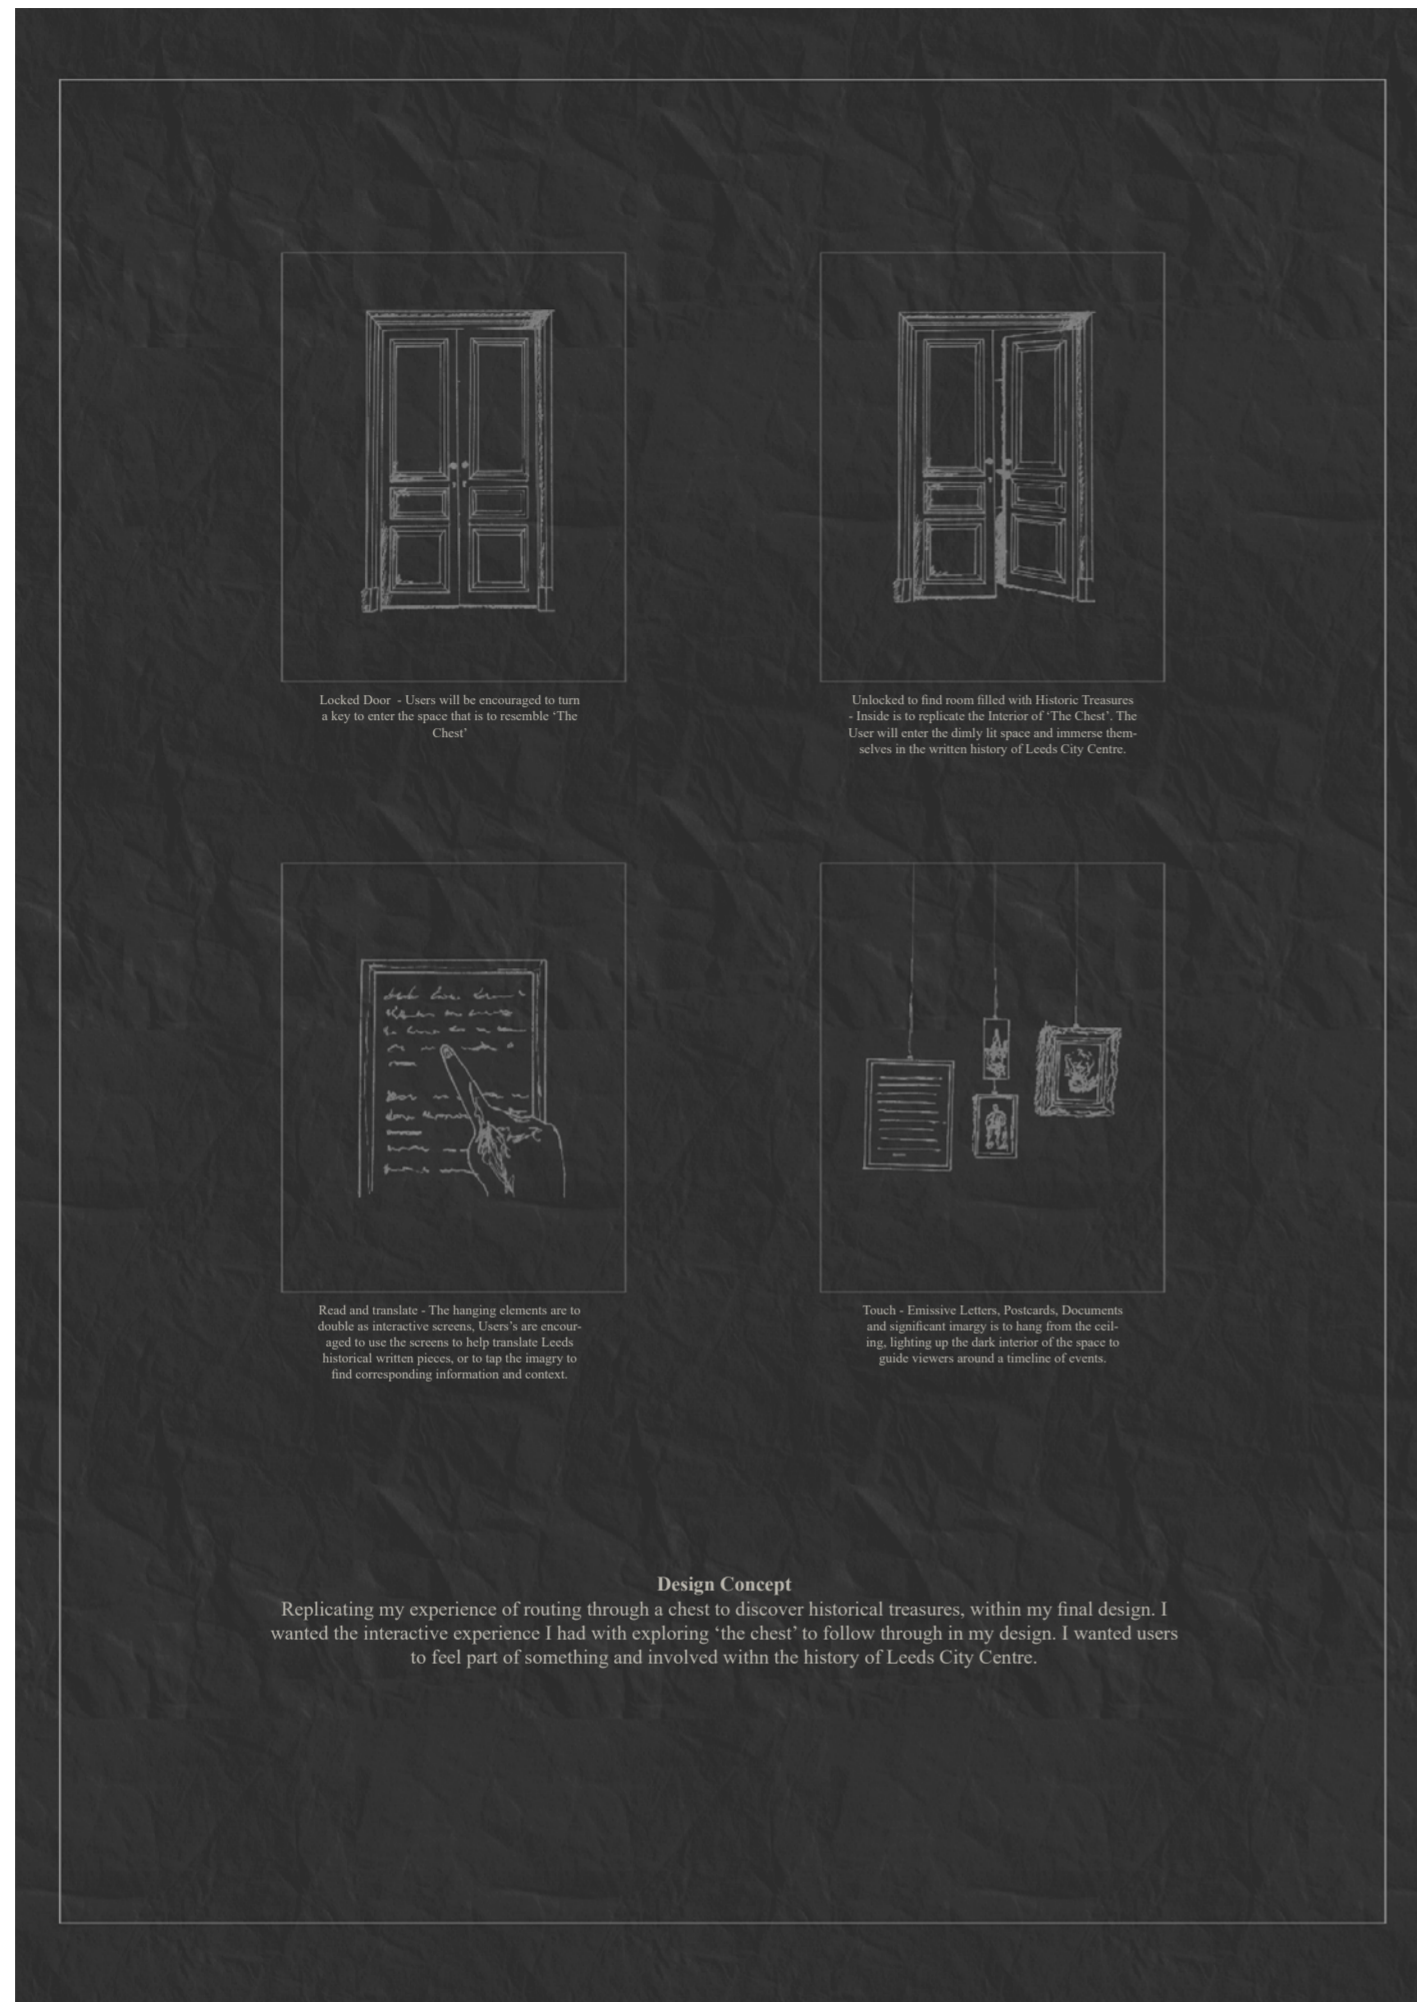 Locked Door  - Users will be encouraged to turn
a key to enter the space that is to resemble ‘The
Chest’
Unlocked to find room filled with Historic Treasures
- Inside is to replicate the Interior of ‘The Chest’. The
User will enter the dimly lit space and immerse them-
selves in the written history of Leeds City Centre.
Read and translate - The hanging elements are to
double as interactive screens, Users’s are encour-
aged to use the screens to help translate Leeds
historical written pieces, or to tap the imagry to
find corresponding information and context.
Touch - Emissive Letters, Postcards, Documents
and significant imargy is to hang from the ceil-
ing, lighting up the dark interior of the space to
guide viewers around a timeline of events.
Design Concept
Replicating my experience of routing through a chest to discover historical treasures, within my final design. I
wanted the interactive experience I had with exploring ‘the chest’ to follow through in my design. I wanted users
to feel part of something and involved withn the history of Leeds City Centre.